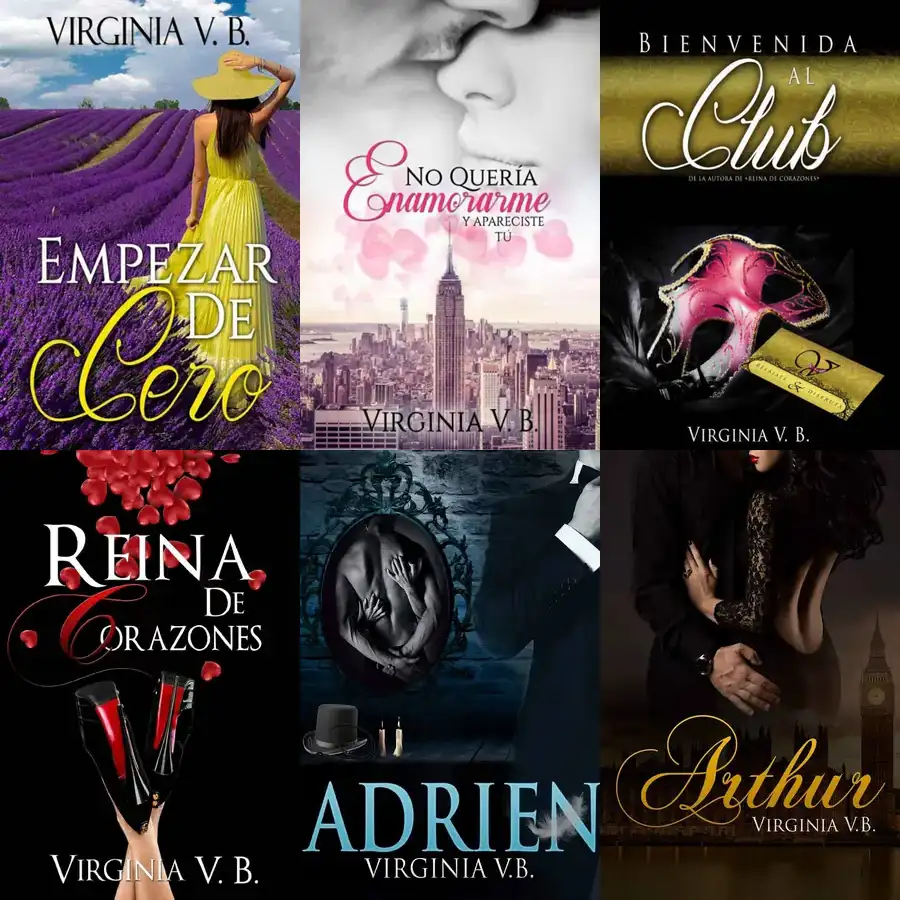 VIRGINIA V. B.
EMPEZAR
DE
Cero
NO QUERÍA
Enamorarme
Y APARECISTE
TÚ
VIRGINIA V. B.
BIENVENIDA
AL
Club
DE LA AUTORA DE «REINA DE CORAZONES»
&
VIRGINIA V. B.
REINA
DE
CORAZONES
VIRGINIA V. B.
ADRIEN
VIRGINIA V.B.
Arthur
VIRGINIA V.B.